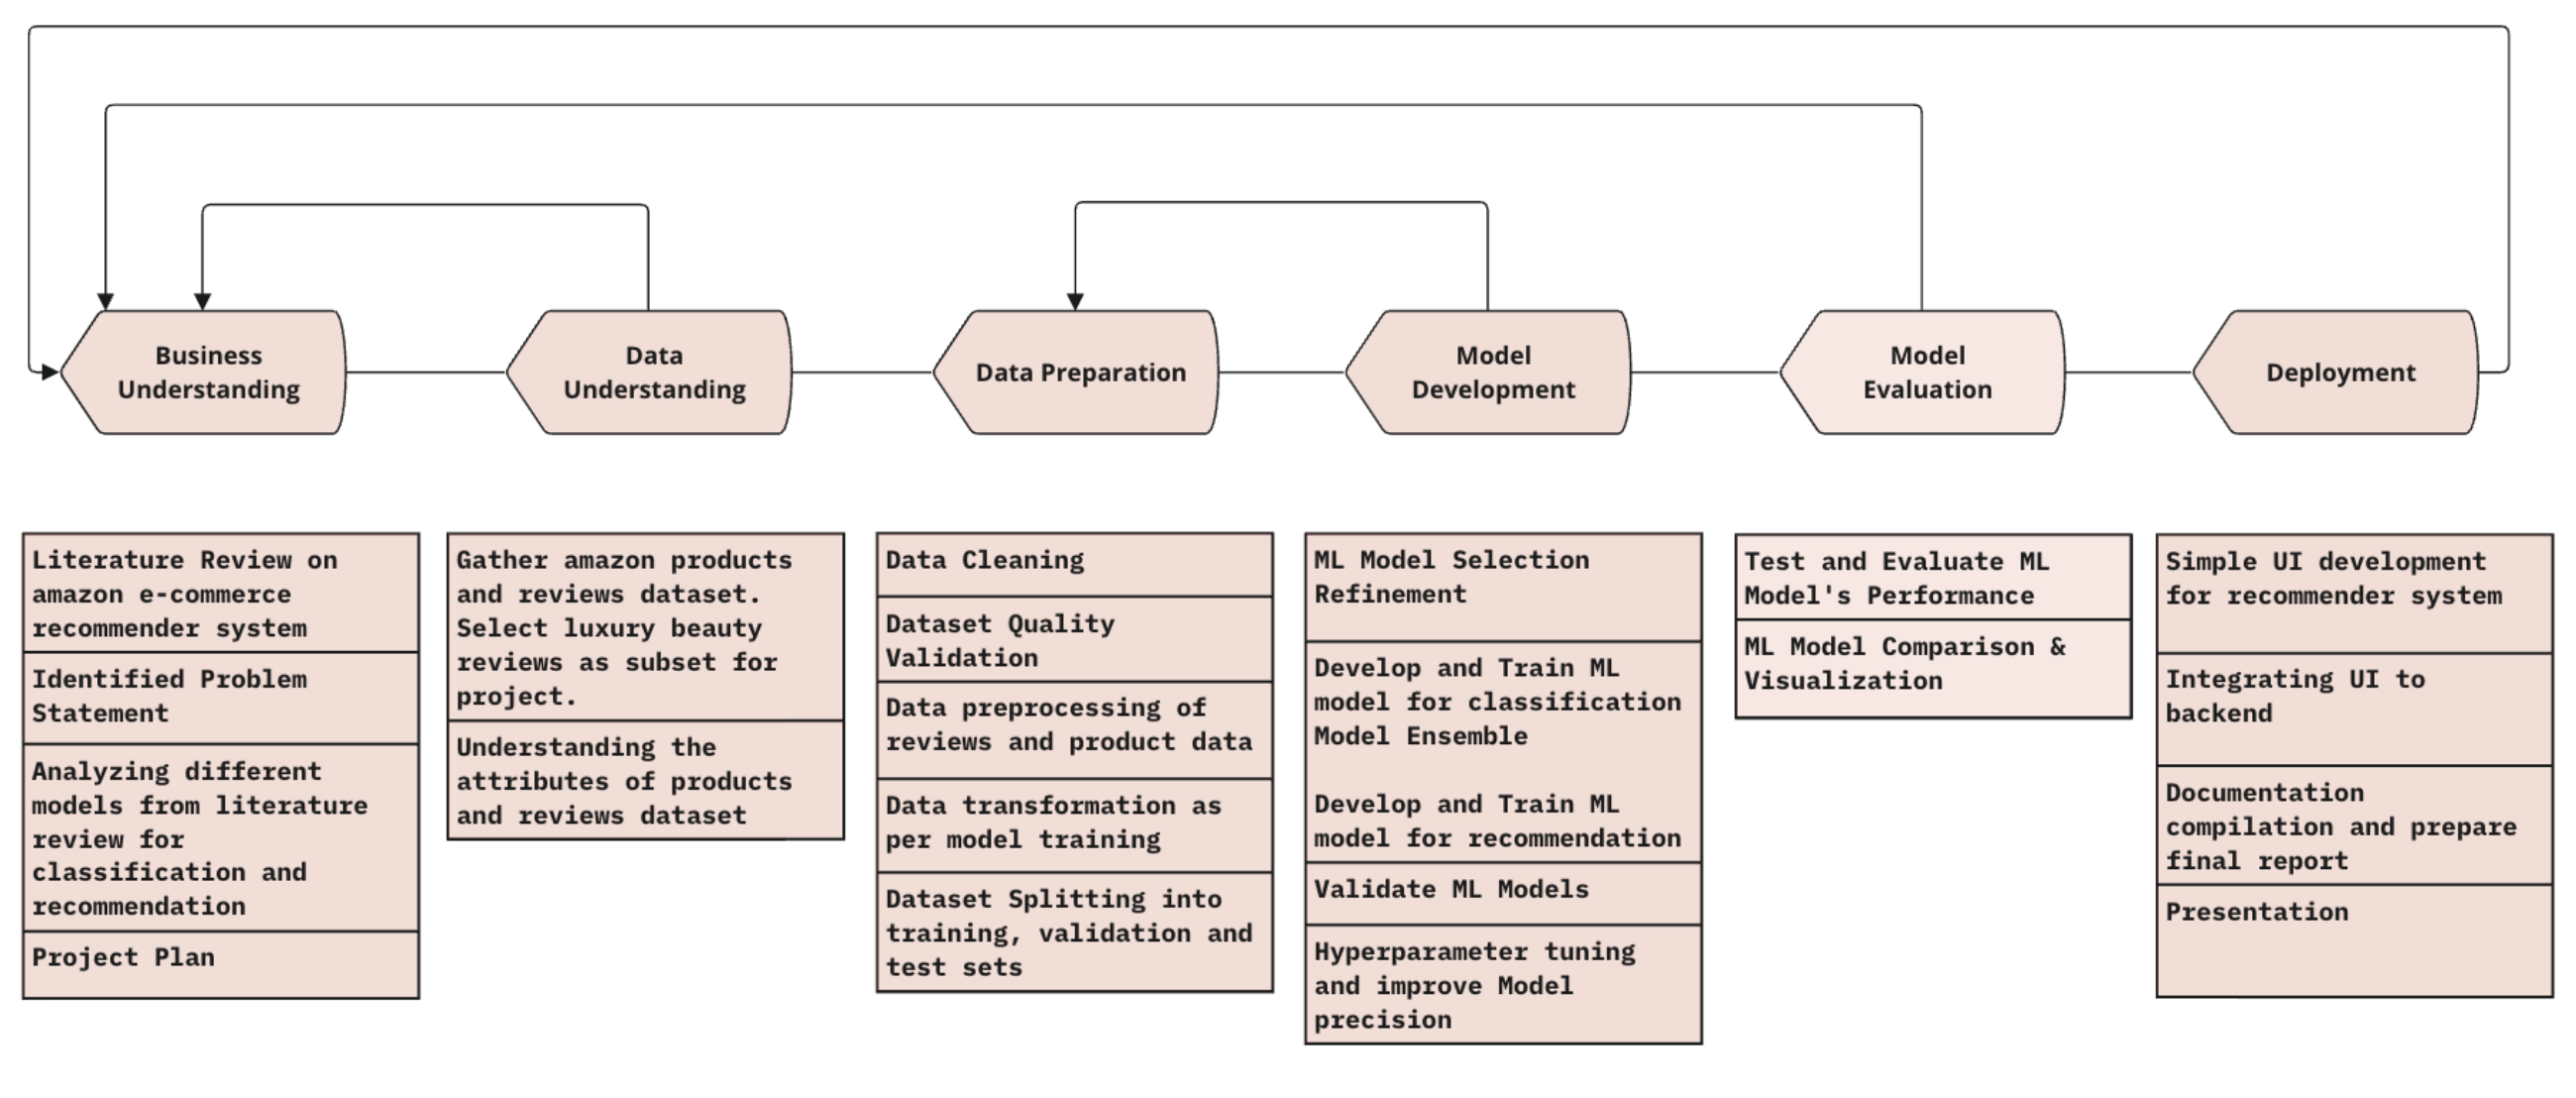 Business
Understanding
Data
Understanding
Data Preparation
Model
Development
Model
Evaluation
Deployment
Literature Review on
amazon e-commerce
recommender system
Identified Problem
Statement
Analyzing different
models from literature
review for
classification and
recommendation
Project Plan
Gather amazon products
and reviews dataset.
Select luxury beauty
reviews as subset for
project.
Understanding the
attributes of products
and reviews dataset
Data Cleaning
Dataset Quality
Validation
Data preprocessing of
reviews and product data
Data transformation as
per model training
Dataset Splitting into
training, validation and
test sets
ML Model Selection
Refinement
Develop and Train ML
model for classification
Model Ensemble
Develop and Train ML
model for recommendation
Validate ML Models
Hyperparameter tuning
and improve Model
precision
Test and Evaluate ML
Model's Performance
ML Model Comparison &
Visualization
Simple UI development
for recommender system
Integrating UI to
backend
Documentation
compilation and prepare
final report
Presentation